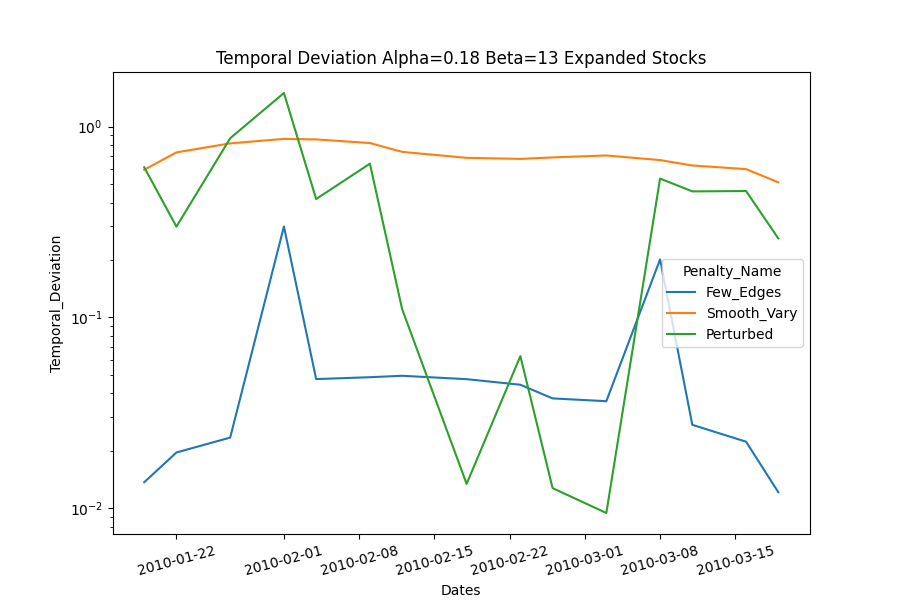 Temporal Deviation Alpha=0.18 Beta=13 Expanded Stocks
Temporal_Deviation
10^0
10^-1
10^-2
Penalty_Name
Few_Edges
Smooth_Vary
Perturbed
2010-01-22
2010-02-01
2010-02-08
2010-02-15
2010-02-22
2010-03-01
2010-03-08
2010-03-15
Dates